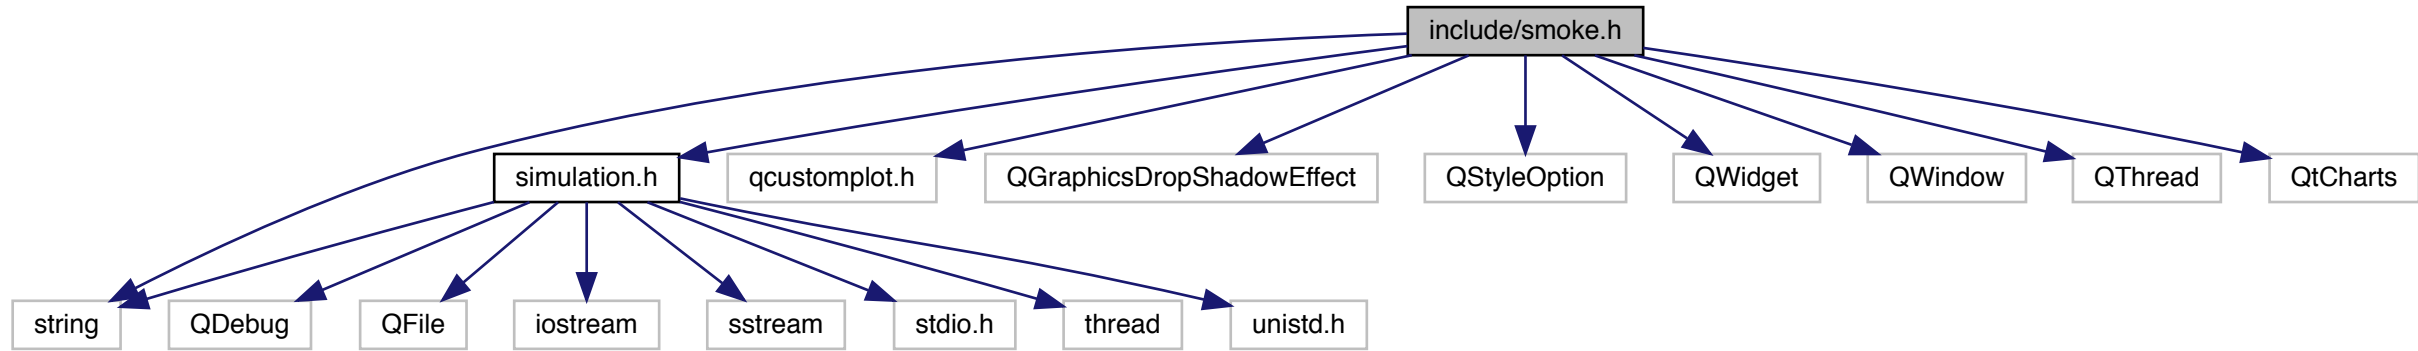 include/smoke.h
simulation.h
qcustomplot.h
QGraphicsDropShadowEffect
QStyleOption
QWidget
QWindow
QThread
QtCharts
string
QDebug
QFile
iostream
sstream
stdio.h
thread
unistd.h